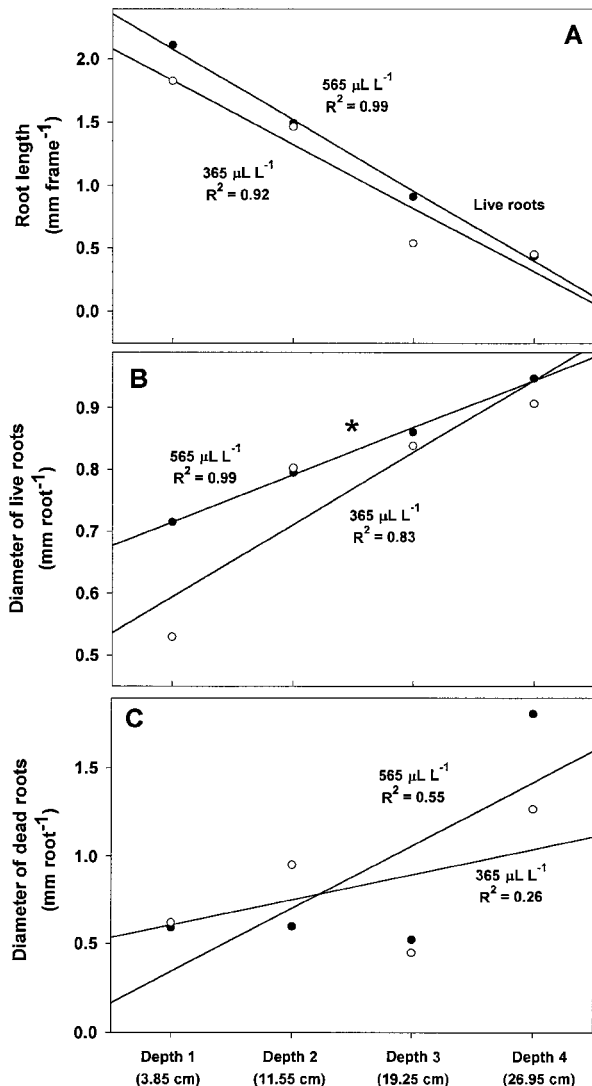 A
Root length
(mm frame⁻¹)
2.0
1.5
1.0
0.5
0.0
565 µL L⁻¹
R² = 0.99
365 µL L⁻¹
R² = 0.92
Live roots
B
Diameter of live roots
(mm root⁻¹)
0.9
0.8
0.7
0.6
0.5
*
565 µL L⁻¹
R² = 0.99
365 µL L⁻¹
R² = 0.83
C
Diameter of dead roots
(mm root⁻¹)
1.5
1.0
0.5
0.0
565 µL L⁻¹
R² = 0.55
365 µL L⁻¹
R² = 0.26
Depth 1 Depth 2 Depth 3 Depth 4
(3.85 cm) (11.55 cm) (19.25 cm) (26.95 cm)